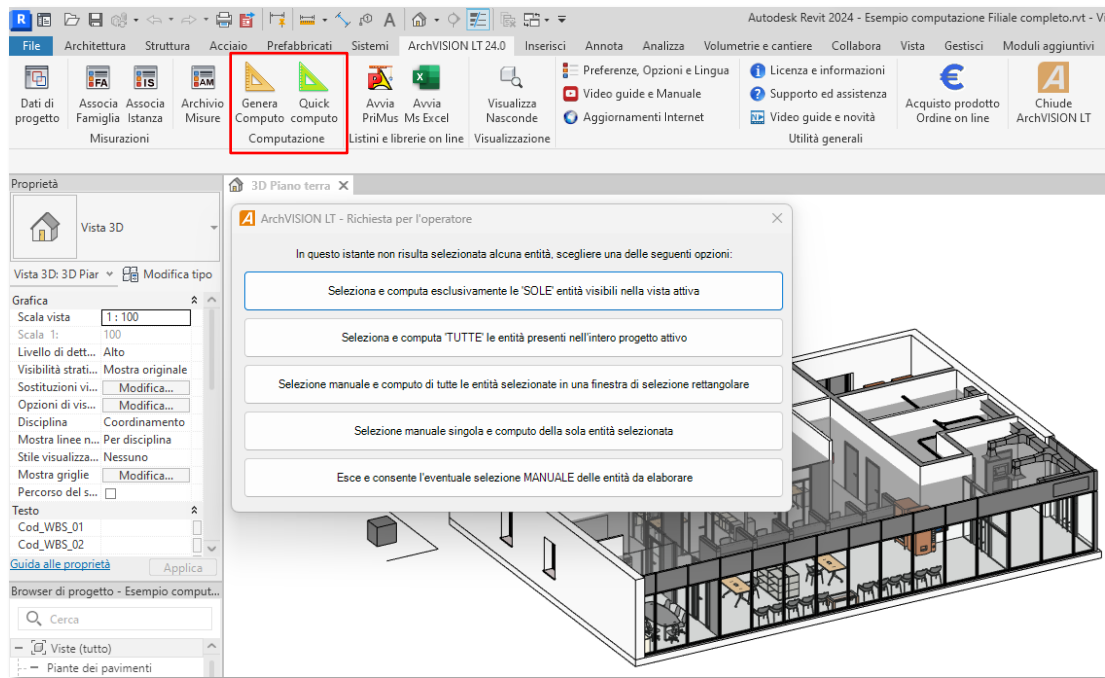 Autodesk Revit 2024 - Esempio computazione Filiale completo.rvt - Vi
File Architettura Struttura Acciaio Prefabbricati Sistemi ArchVISION LT 24.0 Inserisci Annota Analizza Volumetrie e cantiere Collabora Vista Gestisci Moduli aggiuntivi
Dati di progetto
Associa Famiglia
Associa Istanza
Archivio Misure
Genera Computo
Quick computo
Avvia PriMus
Avvia Ms Excel
Visualizza Nasconde
Preferenze, Opzioni e Lingua
Video guide e Manuale
Aggiornamenti Internet
Licenza e informazioni
Supporto ed assistenza
Video guide e novità
Acquisto prodotto
Ordine on line
Chiude
ArchVISION LT
Misurazioni
Computazione
Listini e librerie on line
Visualizzazione
Utilità generali
Proprietà
3D Piano terra
Vista 3D
Vista 3D: 3D Piar
Modifica tipo
Grafica
Scala vista 1 : 100
Scala 1: 100
Livello di dett... Alto
Visibilità strati... Mostra originale
Sostituzioni vi... Modifica...
Opzioni di vis... Modifica...
Disciplina Coordinamento
Mostra linee n... Per disciplina
Stile visualizza... Nessuno
Mostra griglie Modifica...
Percorso del s...
Testo
Cod_WBS_01
Cod_WBS_02
Guida alle proprietà
Applica
Browser di progetto - Esempio comput...
Cerca
Viste (tutto)
Piante dei pavimenti
ArchVISION LT - Richiesta per l'operatore
In questo istante non risulta selezionata alcuna entità, scegliere una delle seguenti opzioni:
Seleziona e computa esclusivamente le 'SOLE' entità visibili nella vista attiva
Seleziona e computa 'TUTTE' le entità presenti nell'intero progetto attivo
Selezione manuale e computo di tutte le entità selezionate in una finestra di selezione rettangolare
Selezione manuale singola e computo della sola entità selezionata
Esce e consente l'eventuale selezione MANUALE delle entità da elaborare